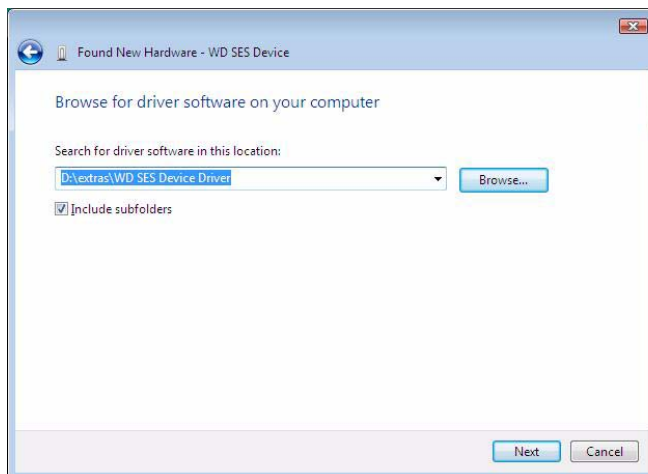 Found New Hardware - WD SES Device
Browse for driver software on your computer
Search for driver software in this location:
D:\extras\WD SES Device Driver
Browse...
Include subfolders
Next
Cancel